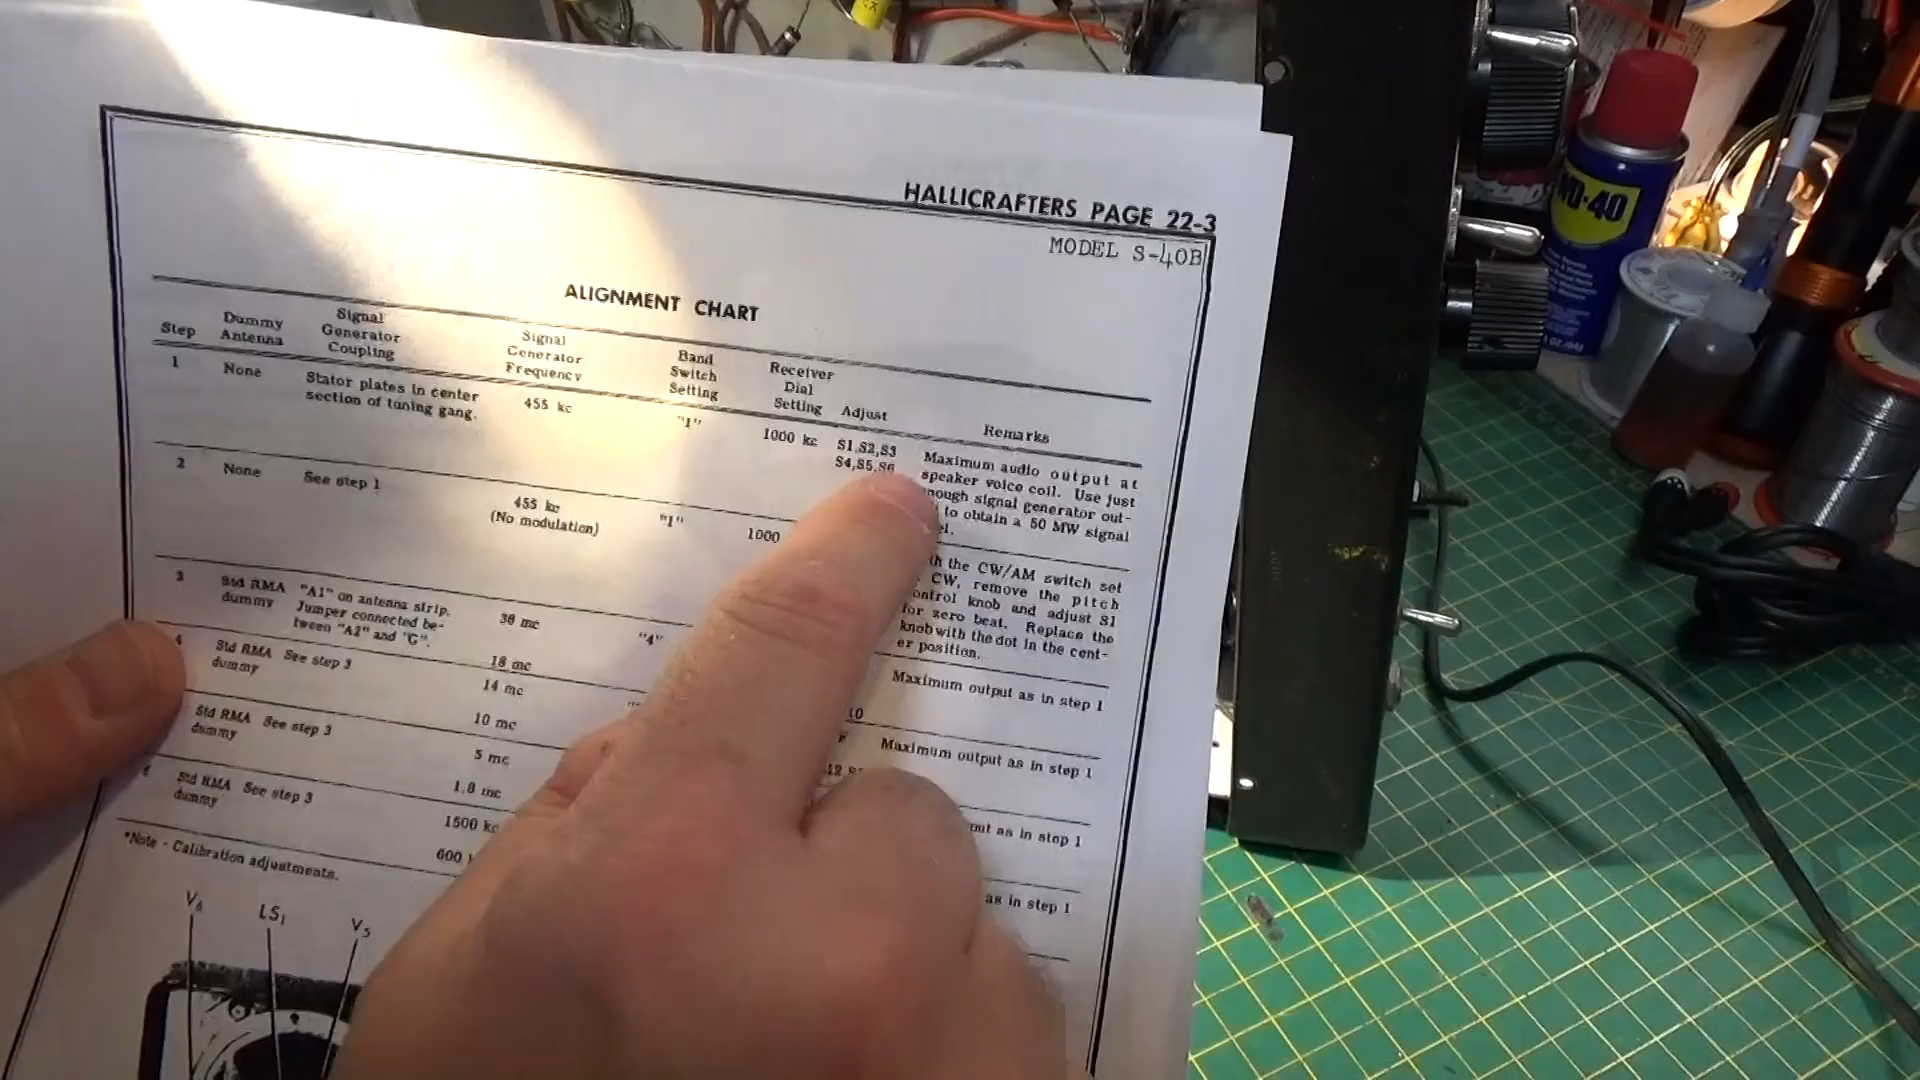 HALLICRAFTERS PAGE 22-3
MODEL S-40B
ALIGNMENT CHART
Step
Dummy
Antenna
Signal
Generator
Coupling
Signal
Generator
Frequency
Band
Switch
Setting
Receiver
Dial
Setting
Adjust
Remarks
1 None Stator plates in center
section of tuning gang.
455 kc "1" 1000 kc S1,S2,S3
S4,S5,S6
Maximum audio output at
speaker voice coil. Use just
signal generator out-
to obtain a 50 MW signal
2 None See step 1
455 kc
(No modulation)
"1" 1000
the CW/AM switch set
CW, remove the pitch
knob and adjust S1
for zero beat. Replace the
knob with the dot in the cent-
er position.
3 Std RMA
dummy
"A1" on antenna strip.
Jumper connected be-
tween "A2" and "G".
38 mc "4"
18 mc
Maximum output as in step 1
4 Std RMA See step 3
dummy
14 mc
10 mc
Maximum output as in step 1
Std RMA See step 3
dummy
5 mc
1.8 mc
as in step 1
Std RMA See step 3
dummy
1500 kc
600
as in step 1
*Note - Calibration adjustments.
V6 LS1 V5
WD-40